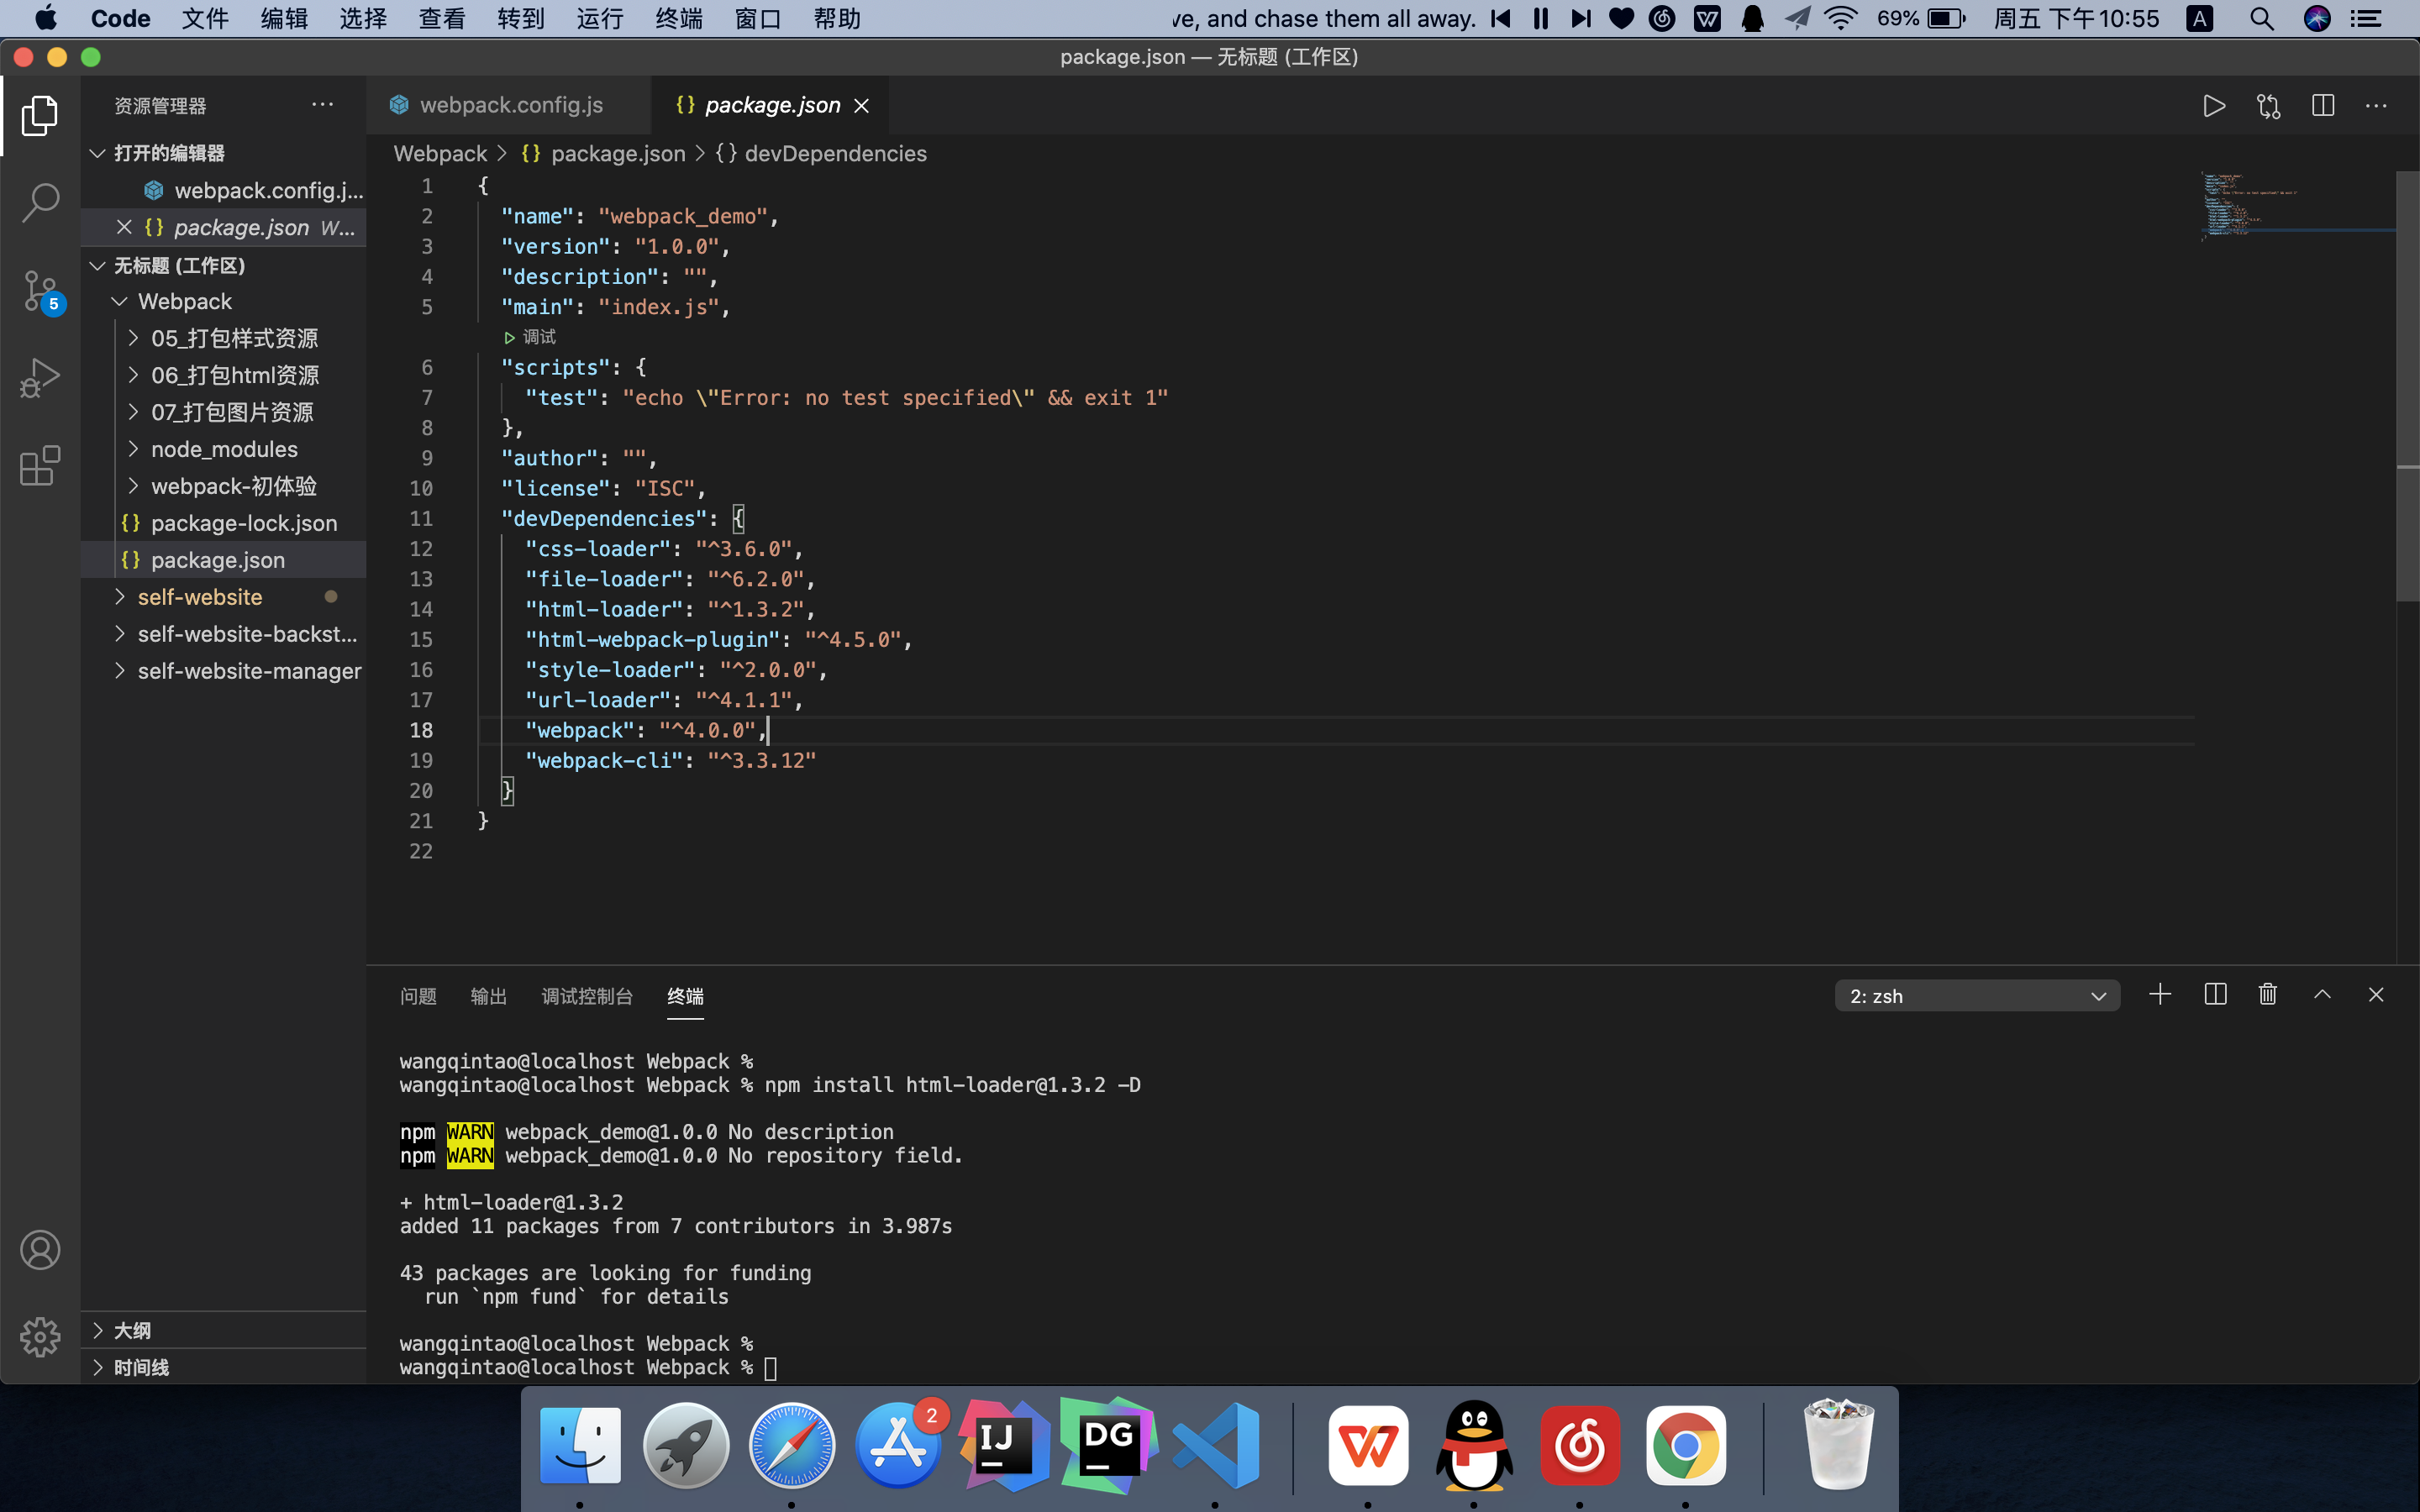 Code 文件 编辑 选择 查看 转到 运行 终端 窗口 帮助 ve, and chase them all away. 69% 周五 下午10:55 A
package.json — 无标题 (工作区)
资源管理器
webpack.config.js package.json
打开的编辑器
webpack.config.j...
package.json W...
无标题 (工作区)
Webpack
05_打包样式资源
06_打包html资源
07_打包图片资源
node_modules
webpack-初体验
package-lock.json
package.json
self-website
self-website-backst...
self-website-manager
大纲
时间线
5
Webpack > {} package.json > {} devDependencies
1 {
2 "name": "webpack_demo",
3 "version": "1.0.0",
4 "description": "",
5 "main": "index.js",
调试
6 "scripts": {
7 "test": "echo \"Error: no test specified\" && exit 1"
8 },
9 "author": "",
10 "license": "ISC",
11 "devDependencies": {
12 "css-loader": "^3.6.0",
13 "file-loader": "^6.2.0",
14 "html-loader": "^1.3.2",
15 "html-webpack-plugin": "^4.5.0",
16 "style-loader": "^2.0.0",
17 "url-loader": "^4.1.1",
18 "webpack": "^4.0.0",
19 "webpack-cli": "^3.3.12"
20 }
21 }
22
问题 输出 调试控制台 终端 2: zsh
wangqintao@localhost Webpack %
wangqintao@localhost Webpack % npm install html-loader@1.3.2 -D
npm WARN webpack_demo@1.0.0 No description
npm WARN webpack_demo@1.0.0 No repository field.
+ html-loader@1.3.2
added 11 packages from 7 contributors in 3.987s
43 packages are looking for funding
run `npm fund` for details
wangqintao@localhost Webpack %
wangqintao@localhost Webpack %
2
IJ
DG